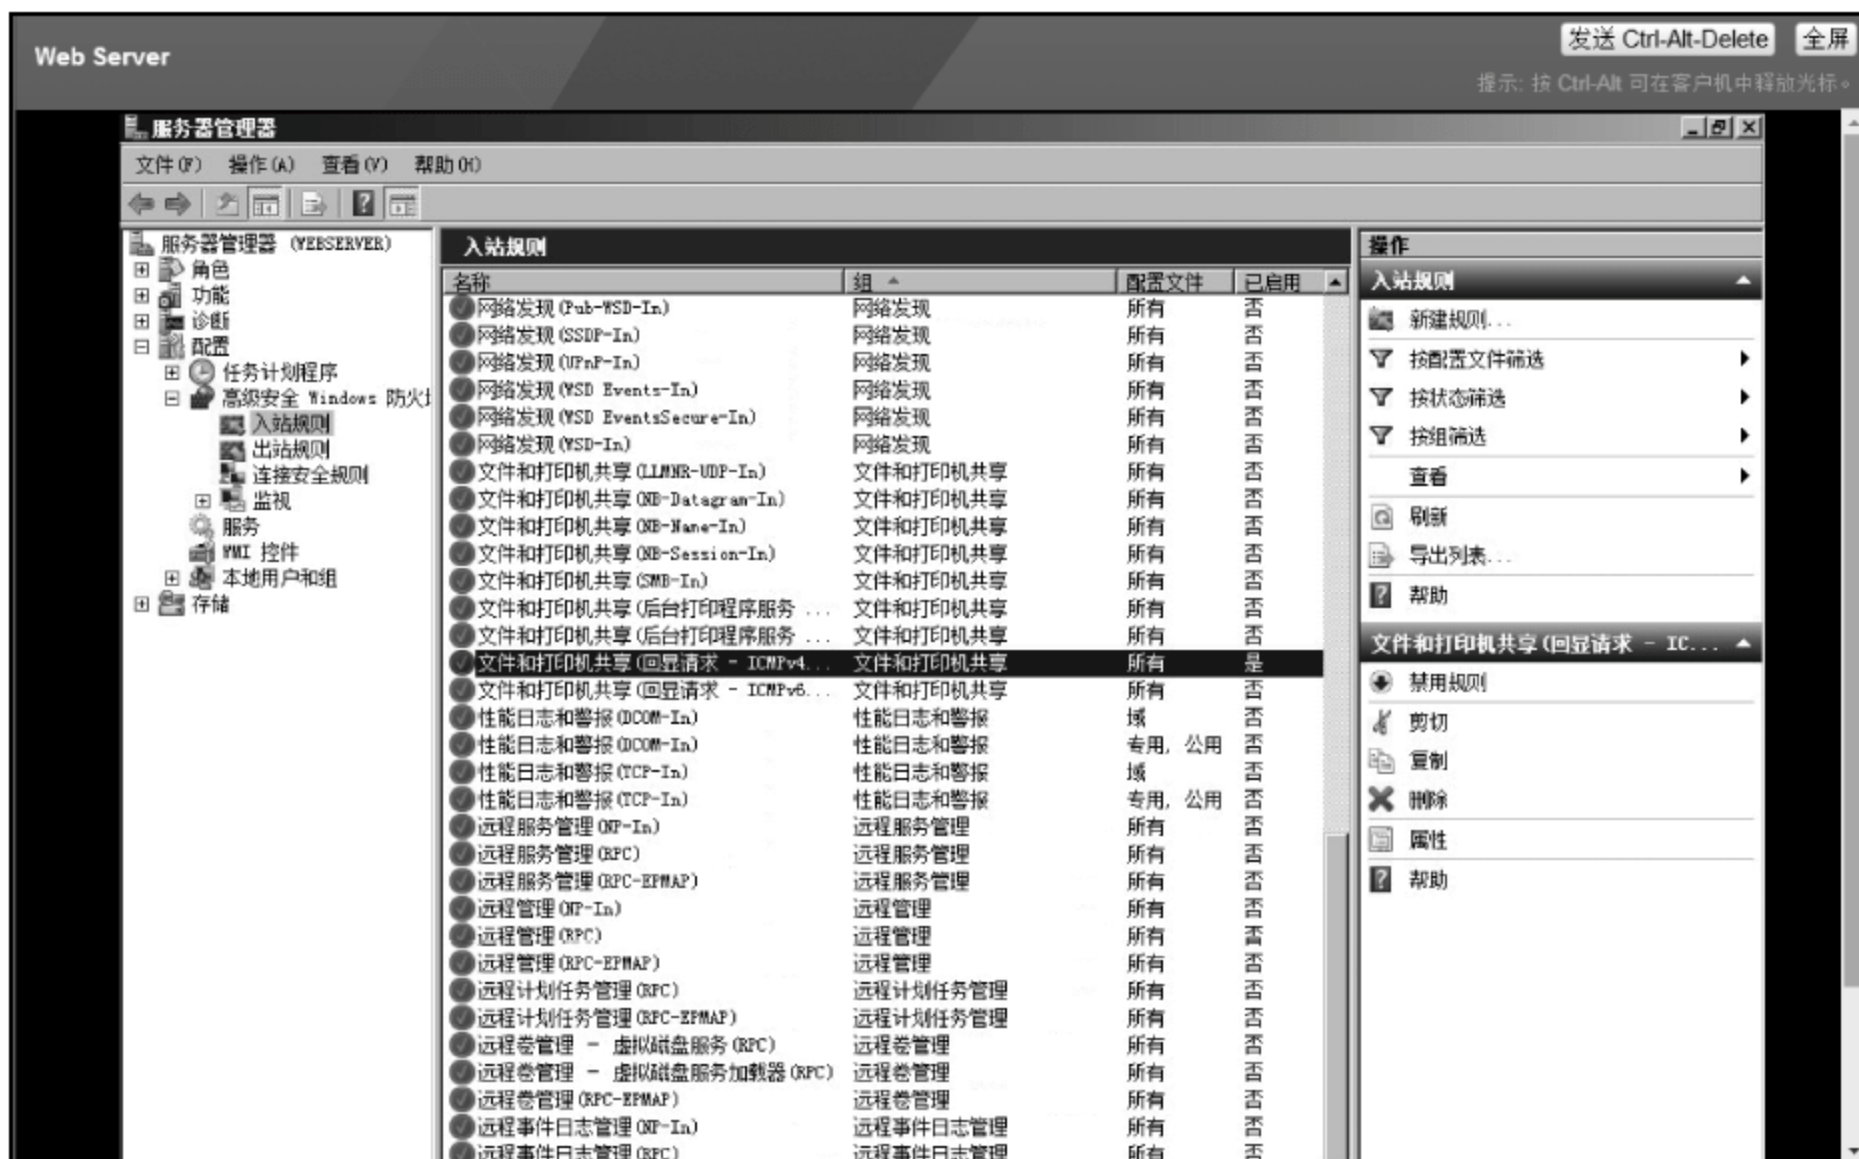 Web Server
发送 Ctrl-Alt-Delete
全屏
提示: 按 Ctrl-Alt 可在客户机中释放光标。
服务器管理器
文件(F) 操作(A) 查看(V) 帮助(H)
服务器管理器 (WEBSERVER)
角色
功能
诊断
配置
任务计划程序
高级安全 Windows 防火
入站规则
出站规则
连接安全规则
监视
服务
WMI 控件
本地用户和组
存储
入站规则
名称 组 配置文件 已启用
网络发现(Pub-WSD-In) 网络发现 所有 否
网络发现(SSDP-In) 网络发现 所有 否
网络发现(UPnP-In) 网络发现 所有 否
网络发现(WSD Events-In) 网络发现 所有 否
网络发现(WSD EventsSecure-In) 网络发现 所有 否
网络发现(WSD-In) 网络发现 所有 否
文件和打印机共享(LLMNR-UDP-In) 文件和打印机共享 所有 否
文件和打印机共享(NB-Datagram-In) 文件和打印机共享 所有 否
文件和打印机共享(NB-Name-In) 文件和打印机共享 所有 否
文件和打印机共享(NB-Session-In) 文件和打印机共享 所有 否
文件和打印机共享(SMB-In) 文件和打印机共享 所有 否
文件和打印机共享(后台打印程序服务 ... 文件和打印机共享 所有 否
文件和打印机共享(后台打印程序服务 ... 文件和打印机共享 所有 否
文件和打印机共享(回显请求 - ICMPv4... 文件和打印机共享 所有 是
文件和打印机共享(回显请求 - ICMPv6... 文件和打印机共享 所有 否
性能日志和警报(DCOM-In) 性能日志和警报 域 否
性能日志和警报(DCOM-In) 性能日志和警报 专用, 公用 否
性能日志和警报(TCP-In) 性能日志和警报 域 否
性能日志和警报(TCP-In) 性能日志和警报 专用, 公用 否
远程服务管理(NP-In) 远程服务管理 所有 否
远程服务管理(RPC) 远程服务管理 所有 否
远程服务管理(RPC-EPMAP) 远程服务管理 所有 否
远程管理(NP-In) 远程管理 所有 否
远程管理(RPC) 远程管理 所有 否
远程管理(RPC-EPMAP) 远程管理 所有 否
远程计划任务管理(RPC) 远程计划任务管理 所有 否
远程计划任务管理(RPC-EPMAP) 远程计划任务管理 所有 否
远程卷管理 - 虚拟磁盘服务(RPC) 远程卷管理 所有 否
远程卷管理 - 虚拟磁盘服务加载器(RPC) 远程卷管理 所有 否
远程卷管理(RPC-EPMAP) 远程卷管理 所有 否
远程事件日志管理(NP-In) 远程事件日志管理 所有 否
远程事件日志管理(RPC) 远程事件日志管理 所有 否
操作
入站规则
新建规则...
按配置文件筛选
按状态筛选
按组筛选
查看
刷新
导出列表...
帮助
文件和打印机共享(回显请求 - IC...
禁用规则
剪切
复制
删除
属性
帮助